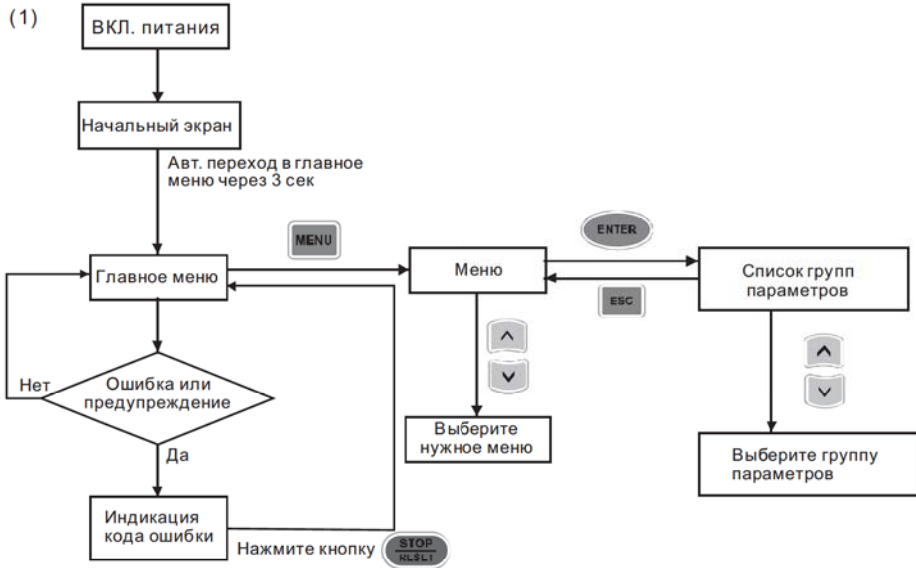 (1)
ВКЛ. питания
Начальный экран
Авт. переход в главное
меню через 3 сек
MENU
ENTER
Главное меню
Меню
Список групп
параметров
ESC
Нет
Ошибка или
предупреждение
Да
Выберите
нужное меню
Выберите группу
параметров
Индикация
кода ошибки
Нажмите кнопку
STOP